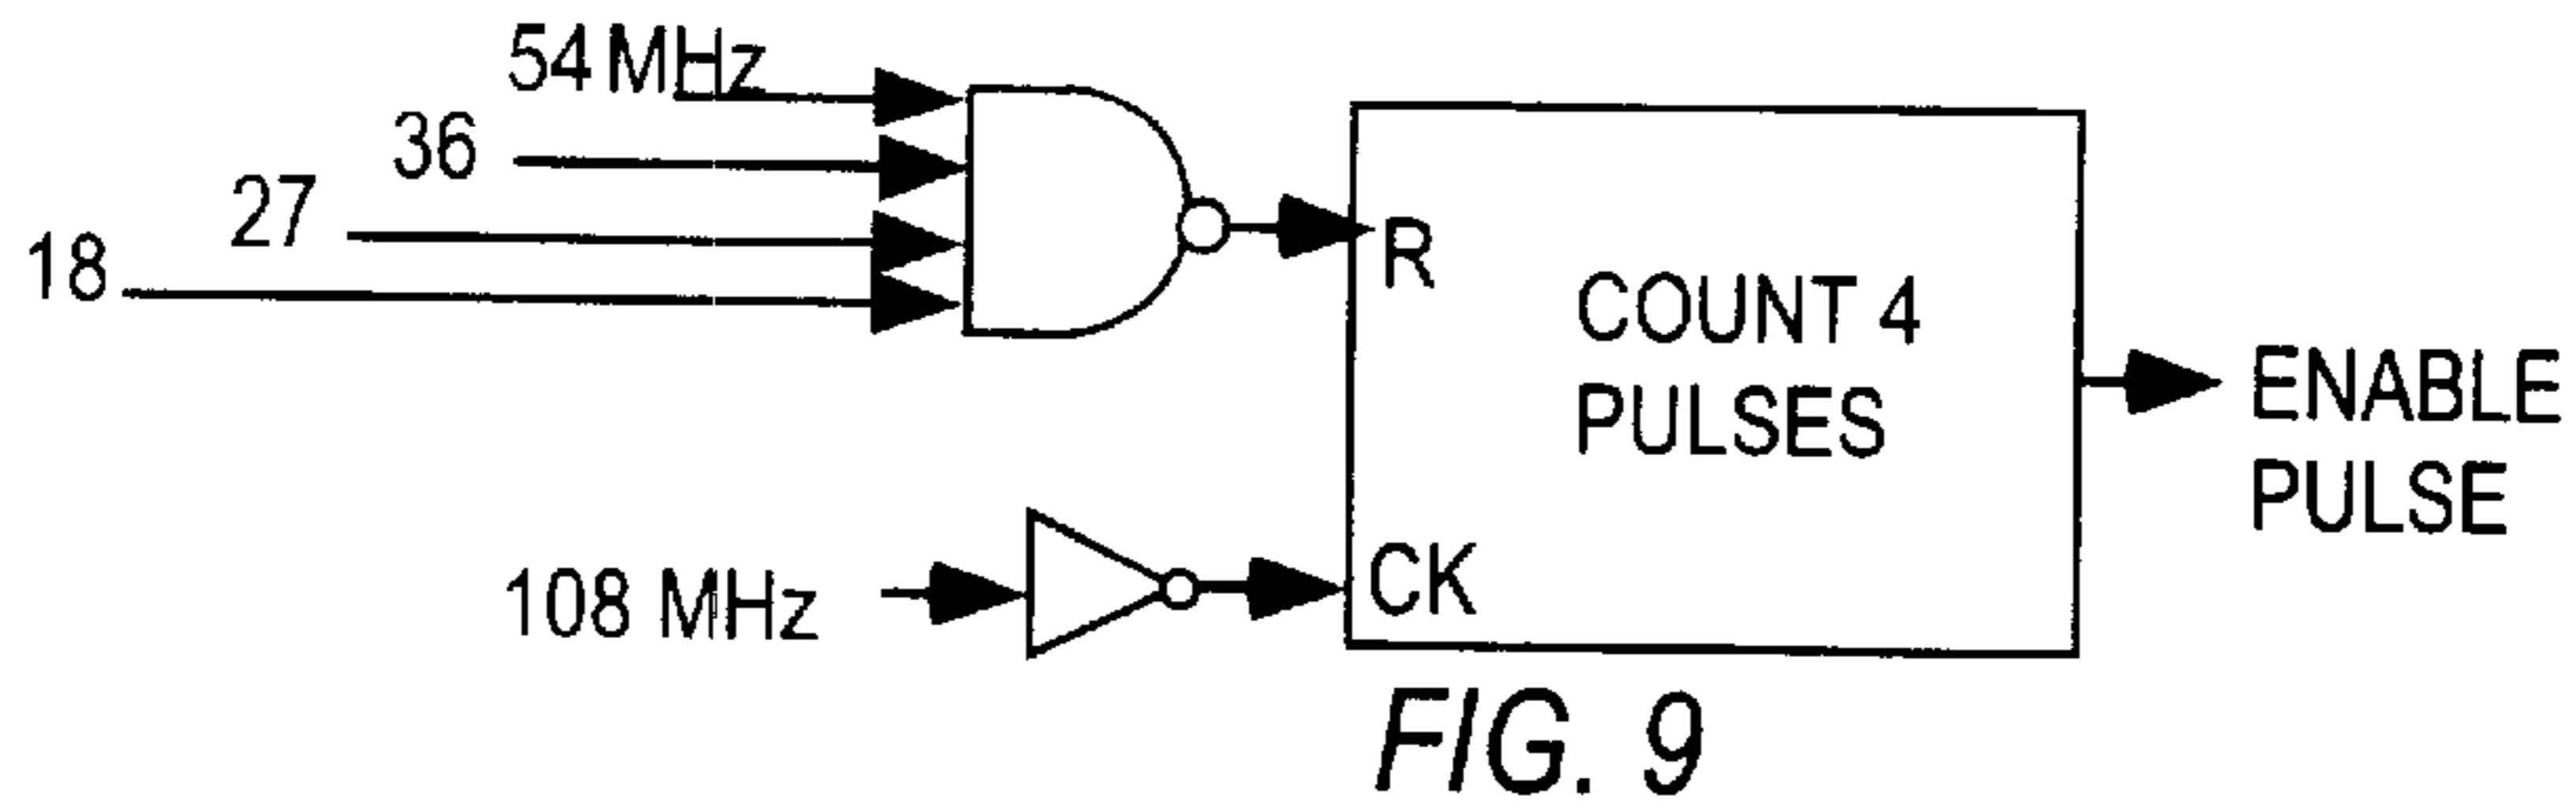 54 MHz
36
27
18
R
COUNT 4
PULSES
ENABLE
PULSE
CK
108 MHz
FIG. 9